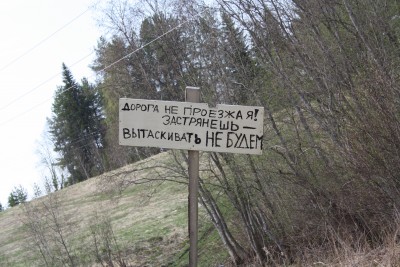 ДОРОГА НЕ ПРОЕЗЖАЯ!
ЗАСТРЯНЕШЬ —
ВЫТАСКИВАТЬ НЕ БУДЕМ